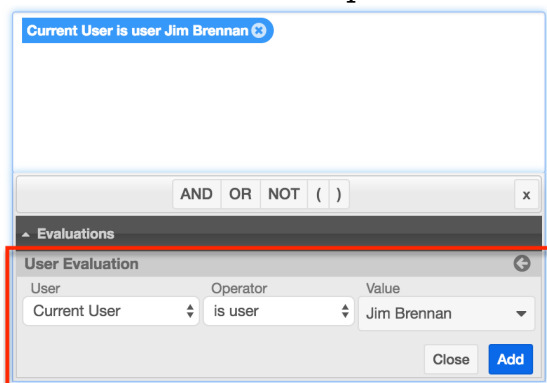 Current User is user Jim Brennan
AND OR NOT ( ) x
Evaluations
User Evaluation
User Operator Value
Current User is user Jim Brennan
Close Add